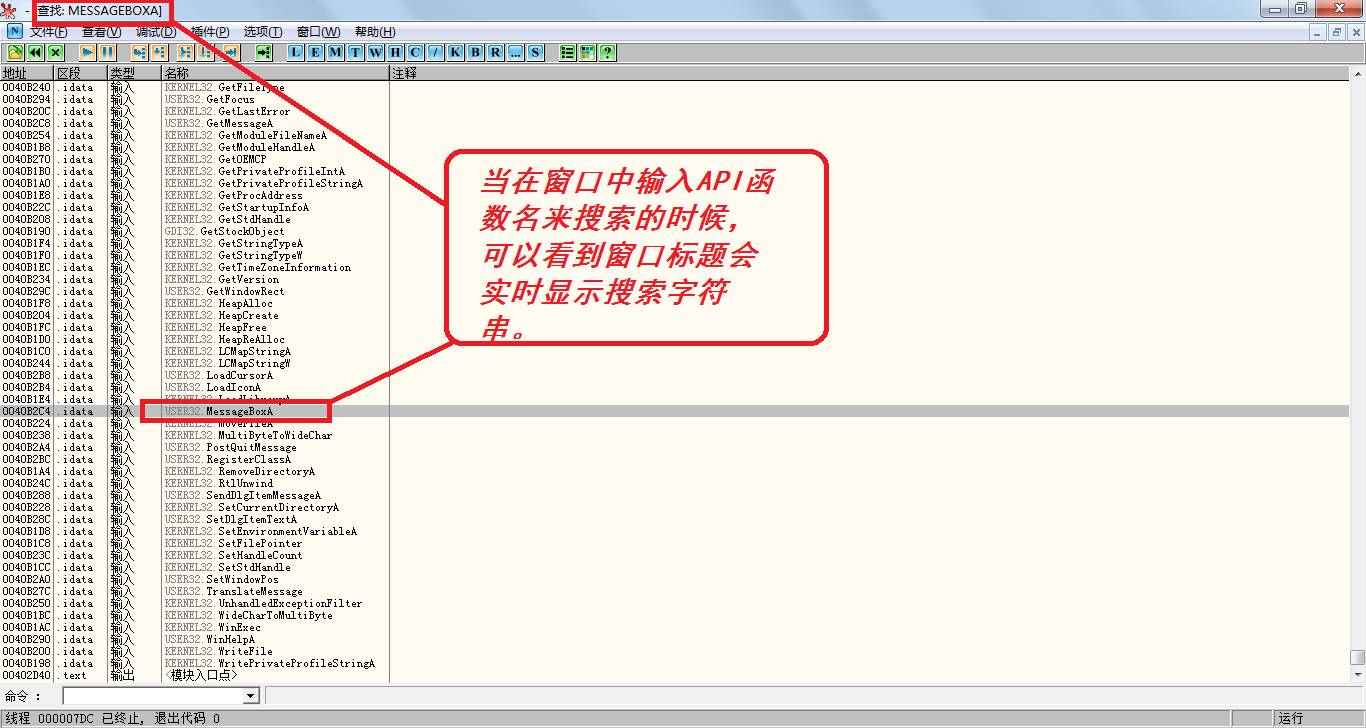 - 查找: MESSAGEBOXA]
N 文件(F) 查看(V) 调试(D) 插件(P) 选项(T) 窗口(W) 帮助(H)
L E M T W H C / K B R ... S ?
地址 区段 类型 名称 注释
0040B240 .idata 输入 KERNEL32.GetFileType
0040B294 .idata 输入 USER32.GetFocus
0040B20C .idata 输入 KERNEL32.GetLastError
0040B2C8 .idata 输入 USER32.GetMessageA
0040B254 .idata 输入 KERNEL32.GetModuleFileNameA
0040B1B8 .idata 输入 KERNEL32.GetModuleHandleA
0040B270 .idata 输入 KERNEL32.GetOEMCP
0040B1B0 .idata 输入 KERNEL32.GetPrivateProfileIntA
0040B1A0 .idata 输入 KERNEL32.GetPrivateProfileStringA
0040B1E8 .idata 输入 KERNEL32.GetProcAddress
0040B22C .idata 输入 KERNEL32.GetStartupInfoA
0040B208 .idata 输入 KERNEL32.GetStdHandle
0040B190 .idata 输入 GDI32.GetStockObject
0040B1F4 .idata 输入 KERNEL32.GetStringTypeA
0040B1F0 .idata 输入 KERNEL32.GetStringTypeW
0040B1EC .idata 输入 KERNEL32.GetTimeZoneInformation
0040B234 .idata 输入 KERNEL32.GetVersion
0040B29C .idata 输入 USER32.GetWindowRect
0040B1F8 .idata 输入 KERNEL32.HeapAlloc
0040B204 .idata 输入 KERNEL32.HeapCreate
0040B1FC .idata 输入 KERNEL32.HeapFree
0040B1D0 .idata 输入 KERNEL32.HeapReAlloc
0040B1C0 .idata 输入 KERNEL32.LCMapStringA
0040B244 .idata 输入 KERNEL32.LCMapStringW
0040B2B8 .idata 输入 USER32.LoadCursorA
0040B2B4 .idata 输入 USER32.LoadIconA
0040B1E4 .idata 输入 KERNEL32.LoadLibraryA
0040B2C4 .idata 输入 USER32.MessageBoxA
0040B224 .idata 输入 KERNEL32.MoveFileA
0040B238 .idata 输入 KERNEL32.MultiByteToWideChar
0040B2A4 .idata 输入 USER32.PostQuitMessage
0040B2BC .idata 输入 USER32.RegisterClassA
0040B1A4 .idata 输入 KERNEL32.RemoveDirectoryA
0040B24C .idata 输入 KERNEL32.RtlUnwind
0040B288 .idata 输入 USER32.SendDlgItemMessageA
0040B228 .idata 输入 KERNEL32.SetCurrentDirectoryA
0040B28C .idata 输入 USER32.SetDlgItemTextA
0040B1D8 .idata 输入 KERNEL32.SetEnvironmentVariableA
0040B1C8 .idata 输入 KERNEL32.SetFilePointer
0040B23C .idata 输入 KERNEL32.SetHandleCount
0040B1CC .idata 输入 KERNEL32.SetStdHandle
0040B2A0 .idata 输入 USER32.SetWindowPos
0040B27C .idata 输入 USER32.TranslateMessage
0040B250 .idata 输入 KERNEL32.UnhandledExceptionFilter
0040B1BC .idata 输入 KERNEL32.WideCharToMultiByte
0040B1AC .idata 输入 KERNEL32.WinExec
0040B290 .idata 输入 USER32.WinHelpA
0040B200 .idata 输入 KERNEL32.WriteFile
0040B198 .idata 输入 KERNEL32.WritePrivateProfileStringA
00402D40 .text 输出 <模块入口点>
当在窗口中输入API函
数名来搜索的时候，
可以看到窗口标题会
实时显示搜索字符
串。
命令 :
线程 000007DC 已终止, 退出代码 0 运行